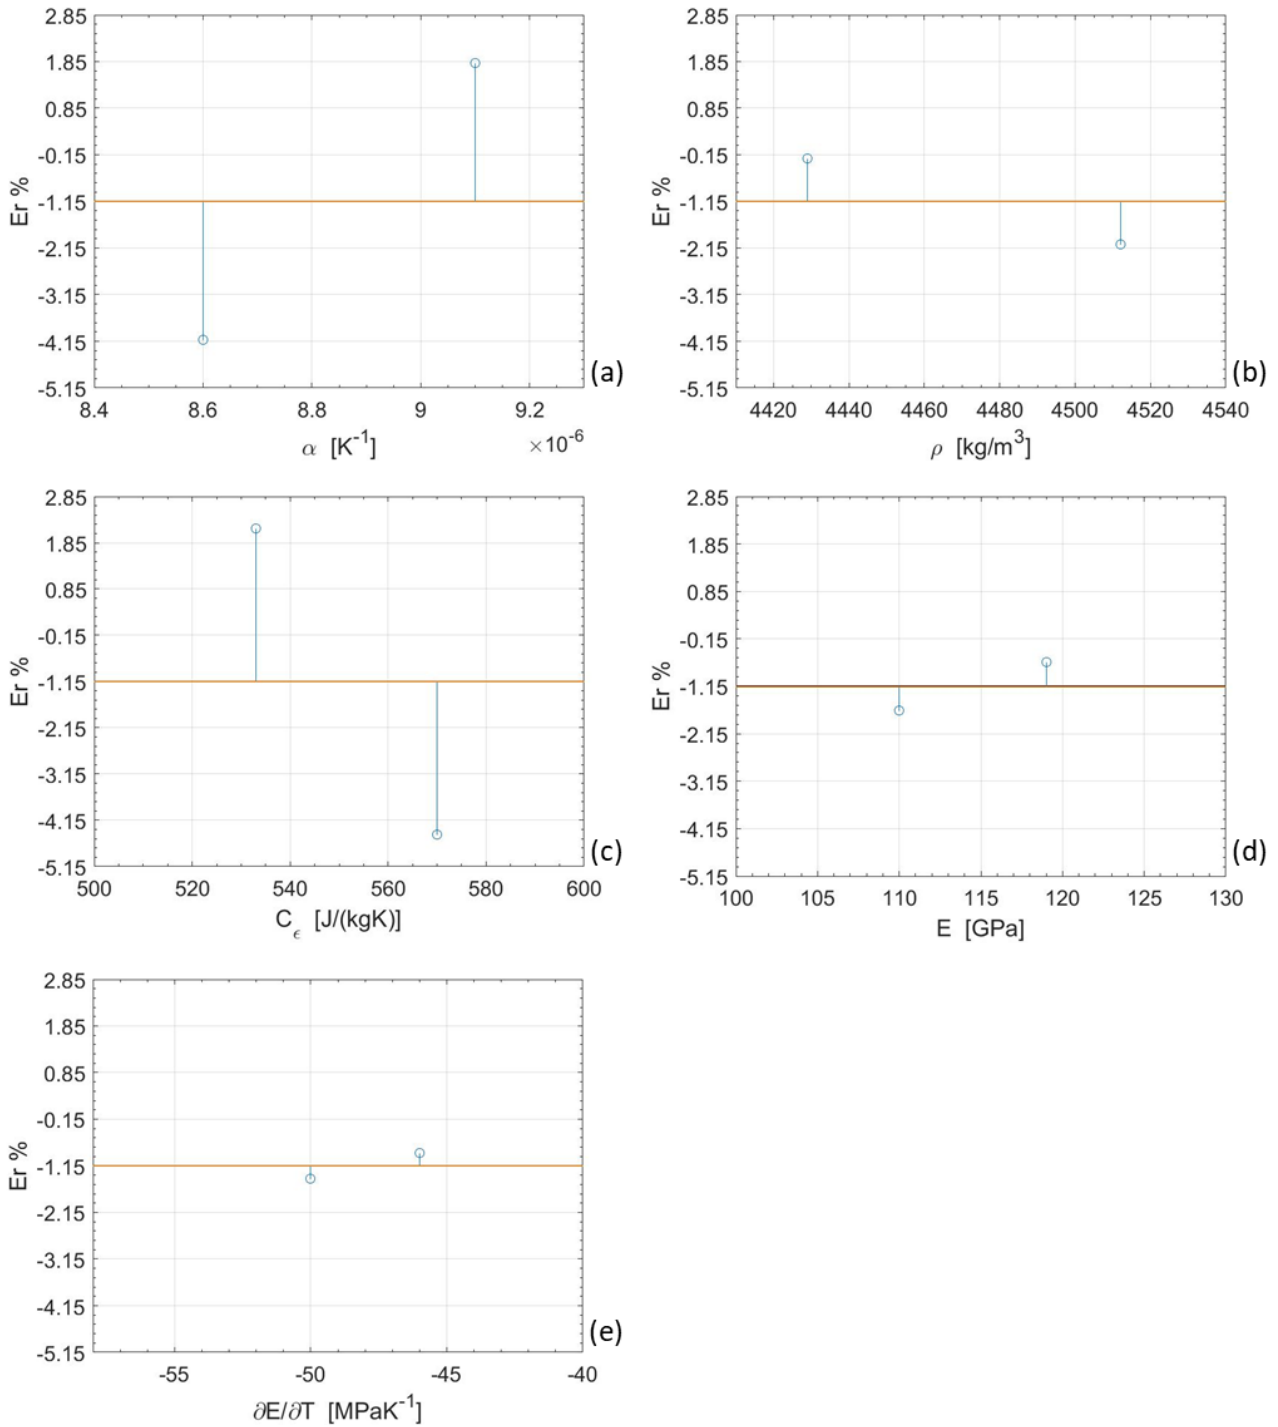 2.85
1.85
0.85
-0.15
-1.15
-2.15
-3.15
-4.15
-5.15
Er %
8.4 8.6 8.8 9 9.2
×10-6
α [K-1]
(a)
2.85
1.85
0.85
-0.15
-1.15
-2.15
-3.15
-4.15
-5.15
Er %
4420 4440 4460 4480 4500 4520 4540
ρ [kg/m3]
(b)
2.85
1.85
0.85
-0.15
-1.15
-2.15
-3.15
-4.15
-5.15
Er %
500 520 540 560 580 600
Cϵ [J/(kgK)]
(c)
2.85
1.85
0.85
-0.15
-1.15
-2.15
-3.15
-4.15
-5.15
Er %
100 105 110 115 120 125 130
E [GPa]
(d)
2.85
1.85
0.85
-0.15
-1.15
-2.15
-3.15
-4.15
-5.15
Er %
-55 -50 -45 -40
∂E/∂T [MPaK-1]
(e)